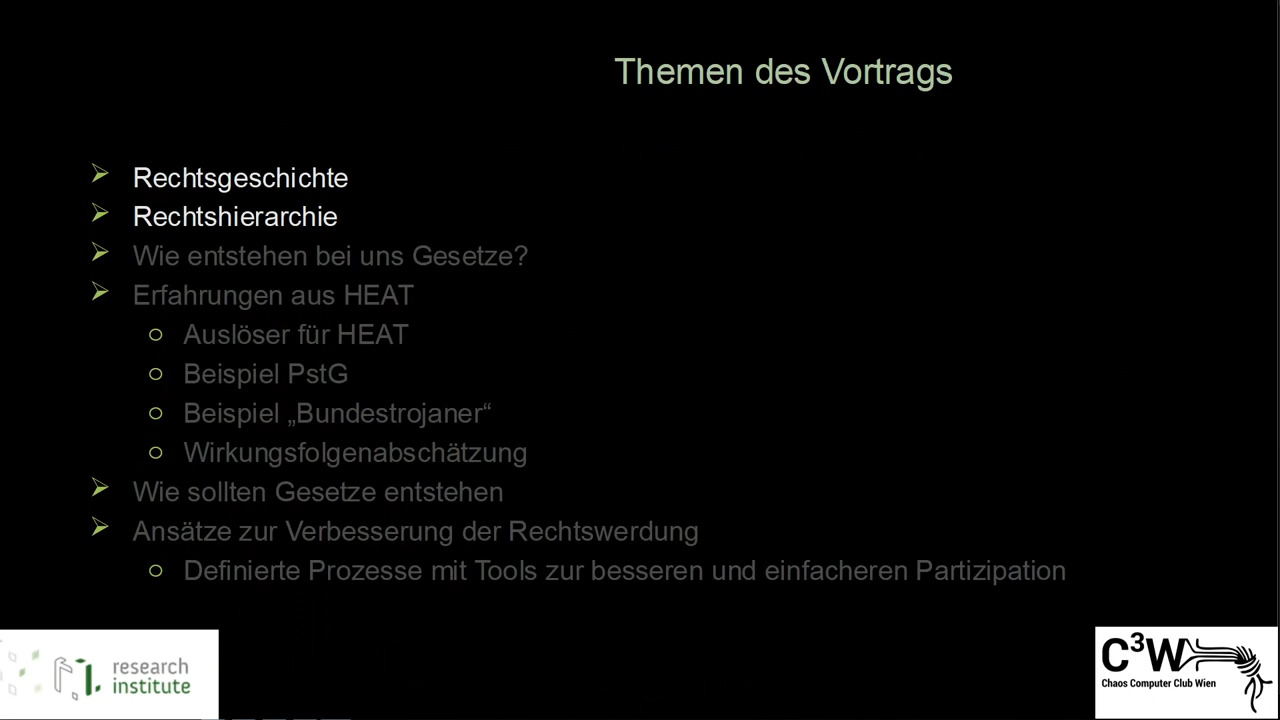 Themen des Vortrags
Rechtsgeschichte
Rechtshierarchie
Wie entstehen bei uns Gesetze?
Erfahrungen aus HEAT
Auslöser für HEAT
Beispiel PstG
Beispiel „Bundestrojaner“
Wirkungsfolgenabschätzung
Wie sollten Gesetze entstehen
Ansätze zur Verbesserung der Rechtswerdung
Definierte Prozesse mit Tools zur besseren und einfacheren Partizipation
research
institute
C³W
Chaos Computer Club Wien